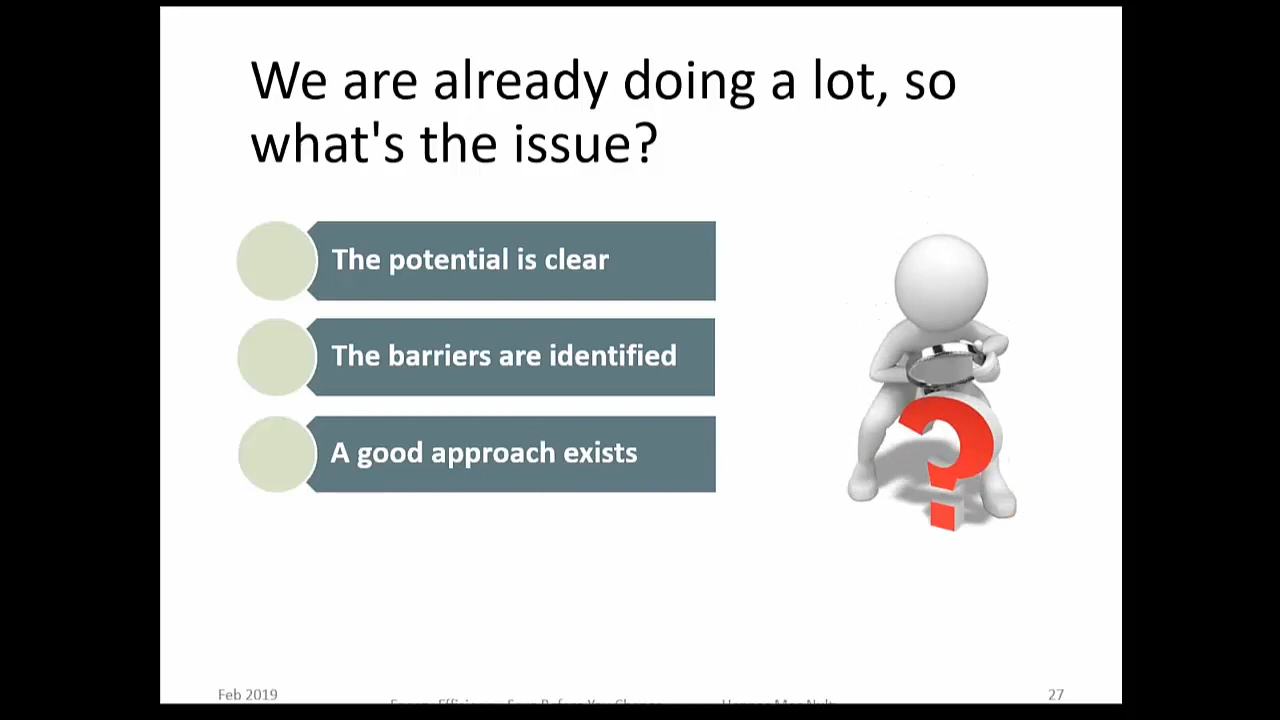 We are already doing a lot, so
what's the issue?
The potential is clear
The barriers are identified
A good approach exists
Feb 2019
27